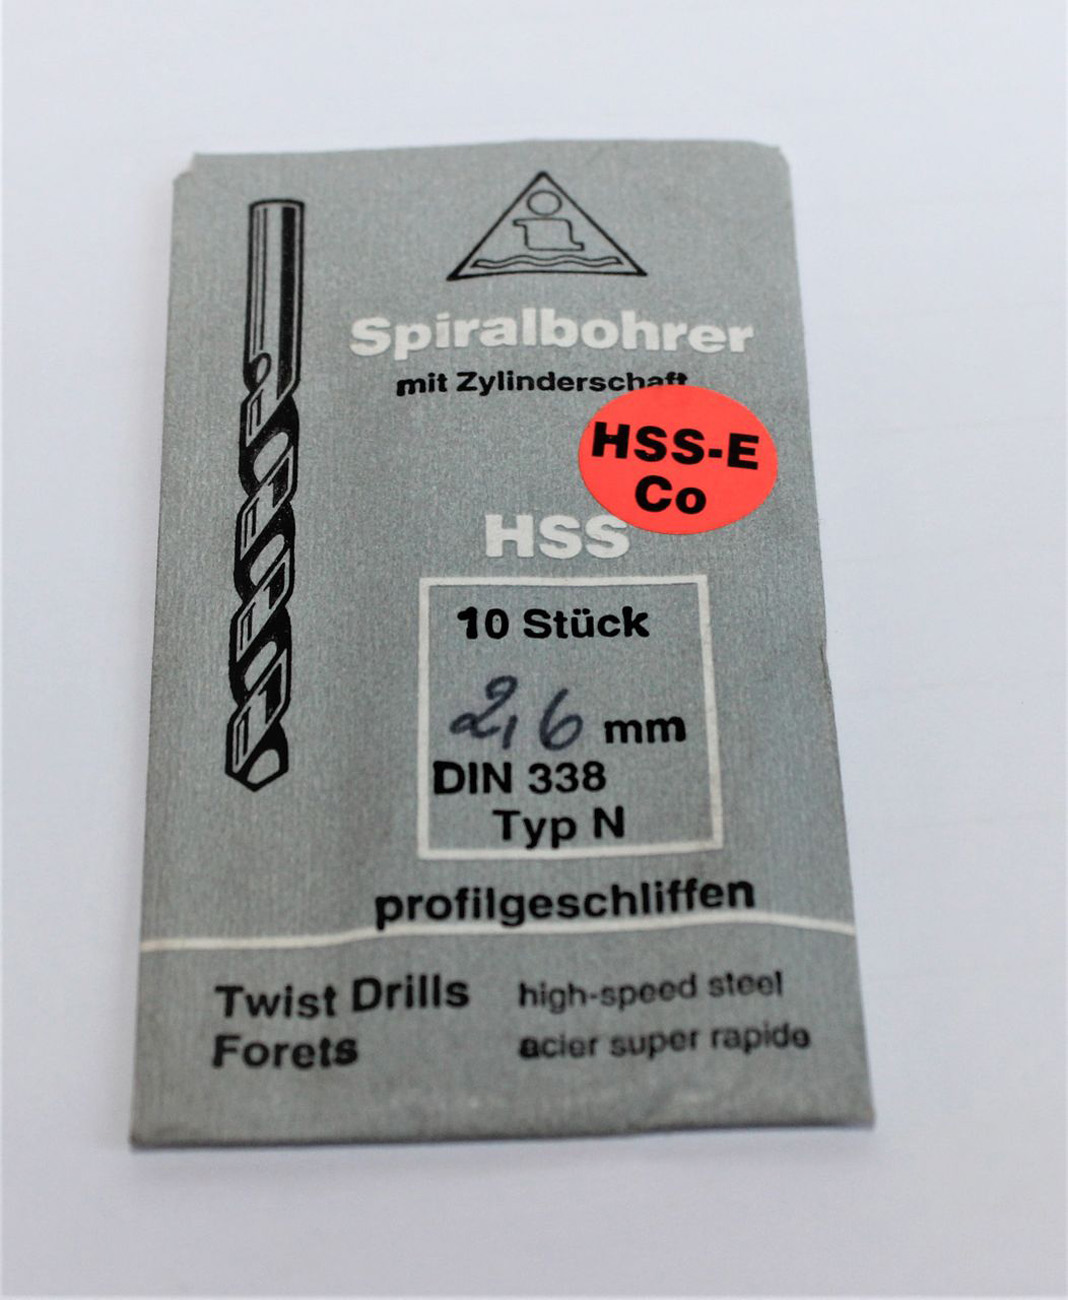 Spiralbohrer
mit Zylinderschaft
HSS-E
Co
HSS
10 Stück
2,6 mm
DIN 338
Typ N
profilgeschliffen
Twist Drills high-speed steel
Forets acier super rapide